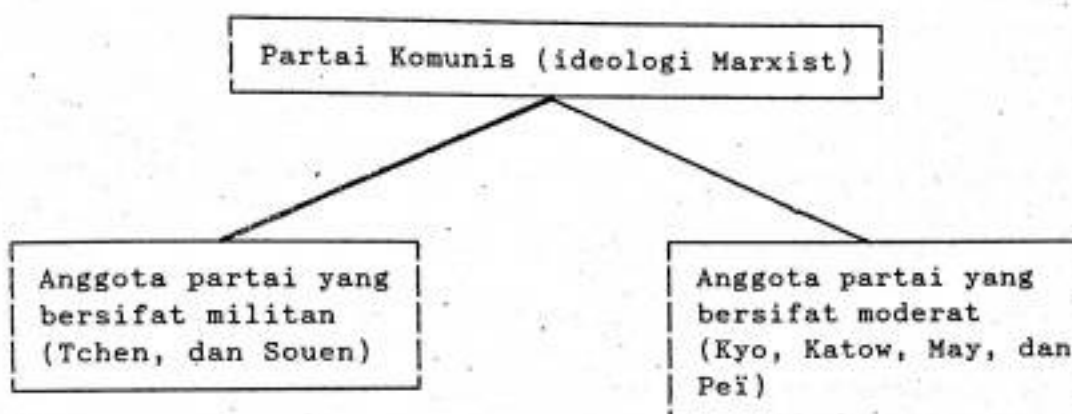 Partai Komunis (ideologi Marxist)
Anggota partai yang
bersifat militan
(Tchen, dan Souen)
Anggota partai yang
bersifat moderat
(Kyo, Katow, May, dan
Peï)